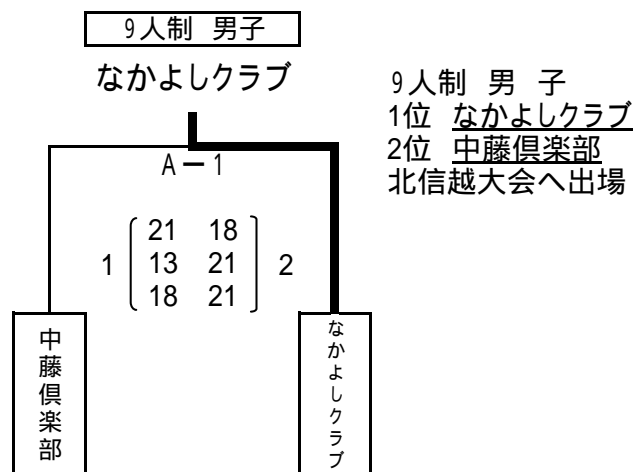 9人制 男子
なかよしクラブ
9人制 男 子
1位 なかよしクラブ
2位 中藤倶楽部
北信越大会へ出場
A－1
21 18
1 13 21 2
18 21
中藤倶楽部
なかよしクラブ